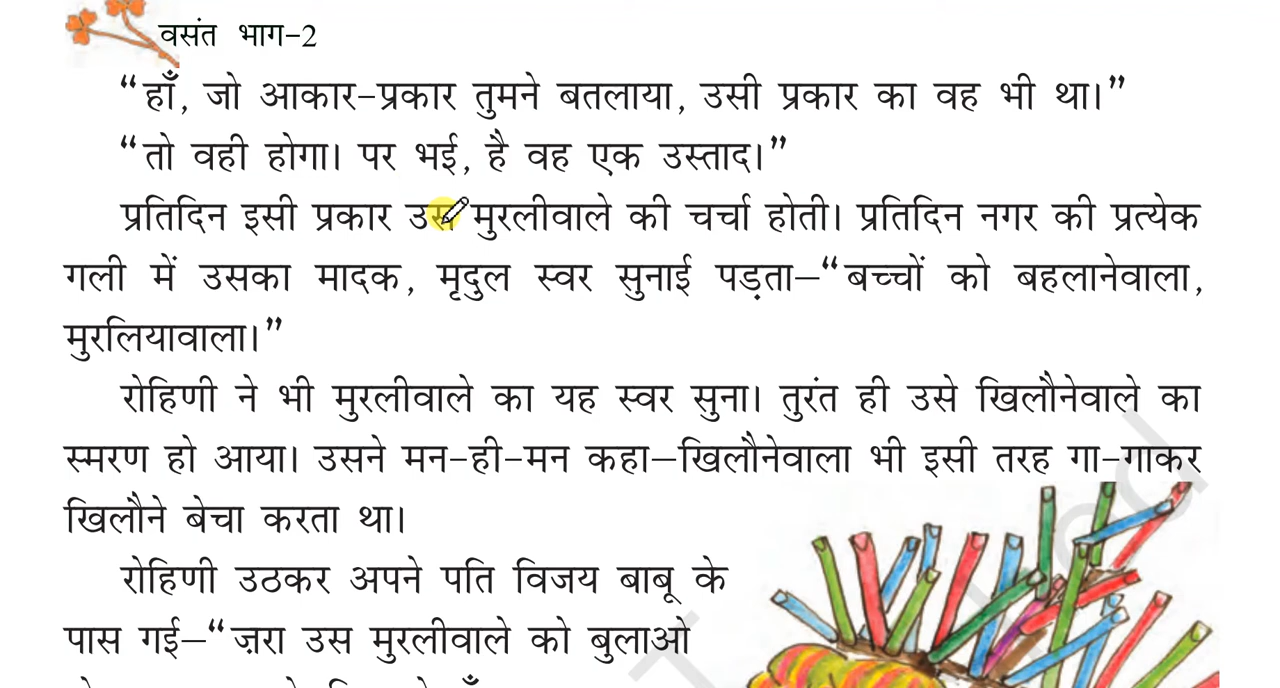 वसंत भाग-2
“हाँ, जो आकार-प्रकार तुमने बतलाया, उसी प्रकार का वह भी था।”
“तो वही होगा। पर भई, है वह एक उस्ताद।”
प्रतिदिन इसी प्रकार उस मुरलीवाले की चर्चा होती। प्रतिदिन नगर की प्रत्येक
गली में उसका मादक, मृदुल स्वर सुनाई पड़ता—“बच्चों को बहलानेवाला,
मुरलियावाला।”
रोहिणी ने भी मुरलीवाले का यह स्वर सुना। तुरंत ही उसे खिलौनेवाले का
स्मरण हो आया। उसने मन-ही-मन कहा—खिलौनेवाला भी इसी तरह गा-गाकर
खिलौने बेचा करता था।
रोहिणी उठकर अपने पति विजय बाबू के
पास गई—“ज़रा उस मुरलीवाले को बुलाओ